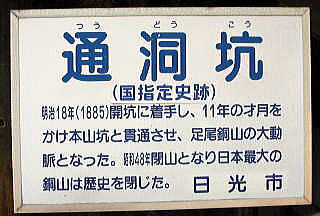 つう どう こう
通洞坑
(国指定史跡)
明治18年(1885)開坑に着手し、11年の才月を
かけ本山坑と貫通させ、足尾銅山の大動
脈となった。昭和48年閉山となり日本最大の
銅山は歴史を閉じた。 日光市